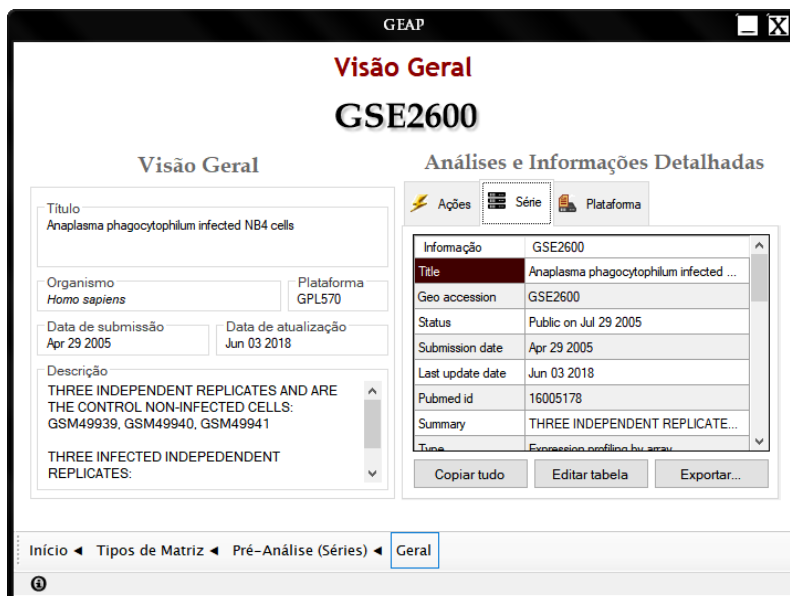 GEAP
Visão Geral
GSE2600
Visão Geral
Título
Anaplasma phagocytophilum infected NB4 cells
Organismo
Homo sapiens
Plataforma
GPL570
Data de submissão
Apr 29 2005
Data de atualização
Jun 03 2018
Descrição
THREE INDEPENDENT REPLICATES AND ARE
THE CONTROL NON-INFECTED CELLS:
GSM49939, GSM49940, GSM49941
THREE INFECTED INDEPEDENDENT
REPLICATES:
Análises e Informações Detalhadas
Ações Série Plataforma
Informação GSE2600
Title Anaplasma phagocytophilum infected ...
Geo accession GSE2600
Status Public on Jul 29 2005
Submission date Apr 29 2005
Last update date Jun 03 2018
Pubmed id 16005178
Summary THREE INDEPENDENT REPLICATE...
Type Expression profiling by array
Copiar tudo Editar tabela Exportar...
Início ◄ Tipos de Matriz ◄ Pré-Análise (Séries) ◄ Geral